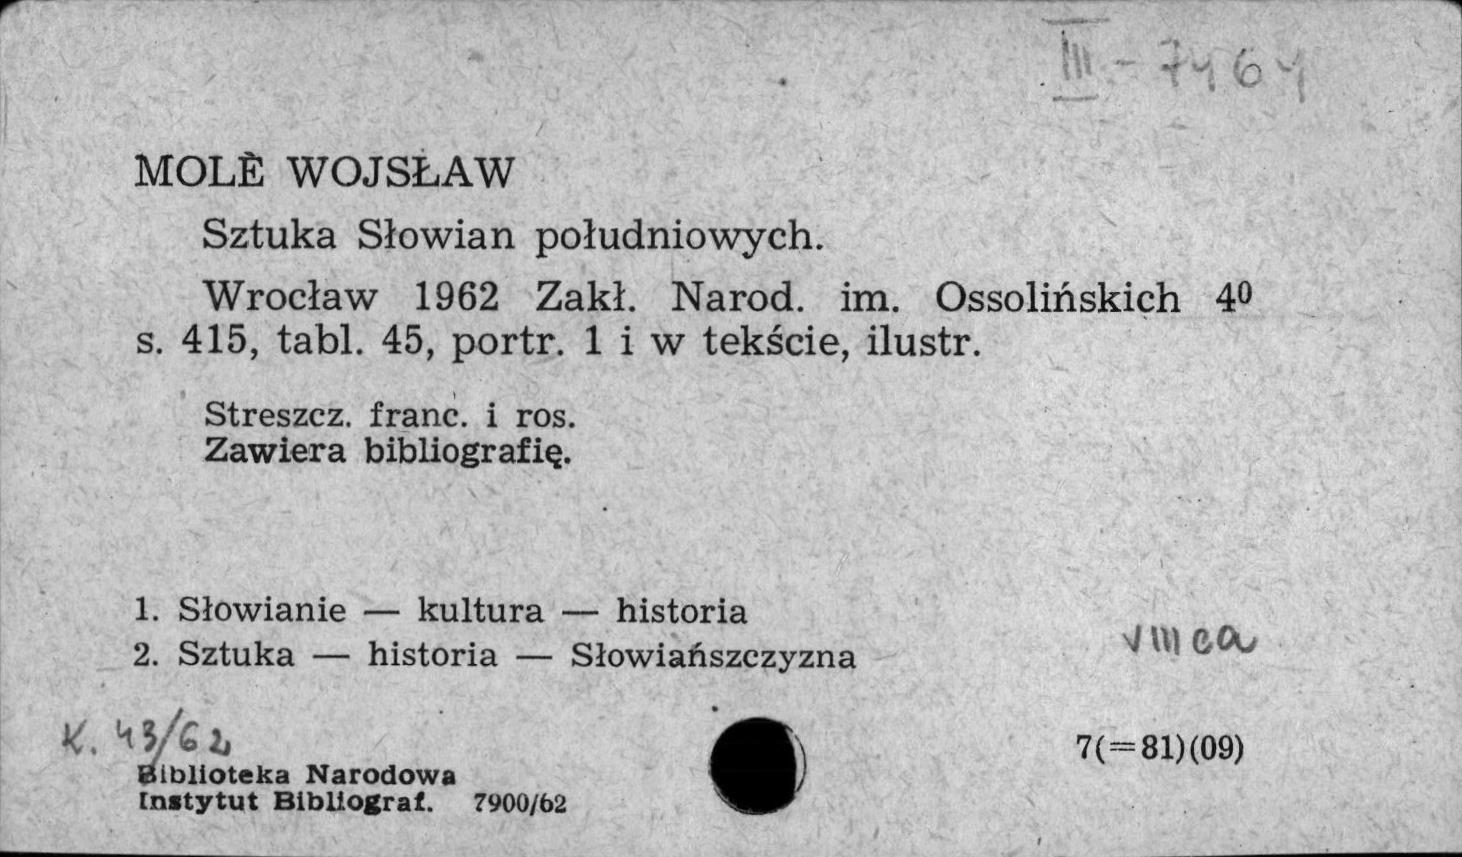 III - 7464
MOLÈ WOJSŁAW
Sztuka Słowian południowych.
Wrocław 1962 Zakł. Narod. im. Ossolińskich 4⁰
s. 415, tabl. 45, portr. 1 i w tekście, ilustr.
Streszcz. franc. i ros.
Zawiera bibliografię.
1. Słowianie — kultura — historia
2. Sztuka — historia — Słowiańszczyzna
VIII ca
K. 43/62
7(=81)(09)
Biblioteka Narodowa
Instytut Bibliograf. 7900/62